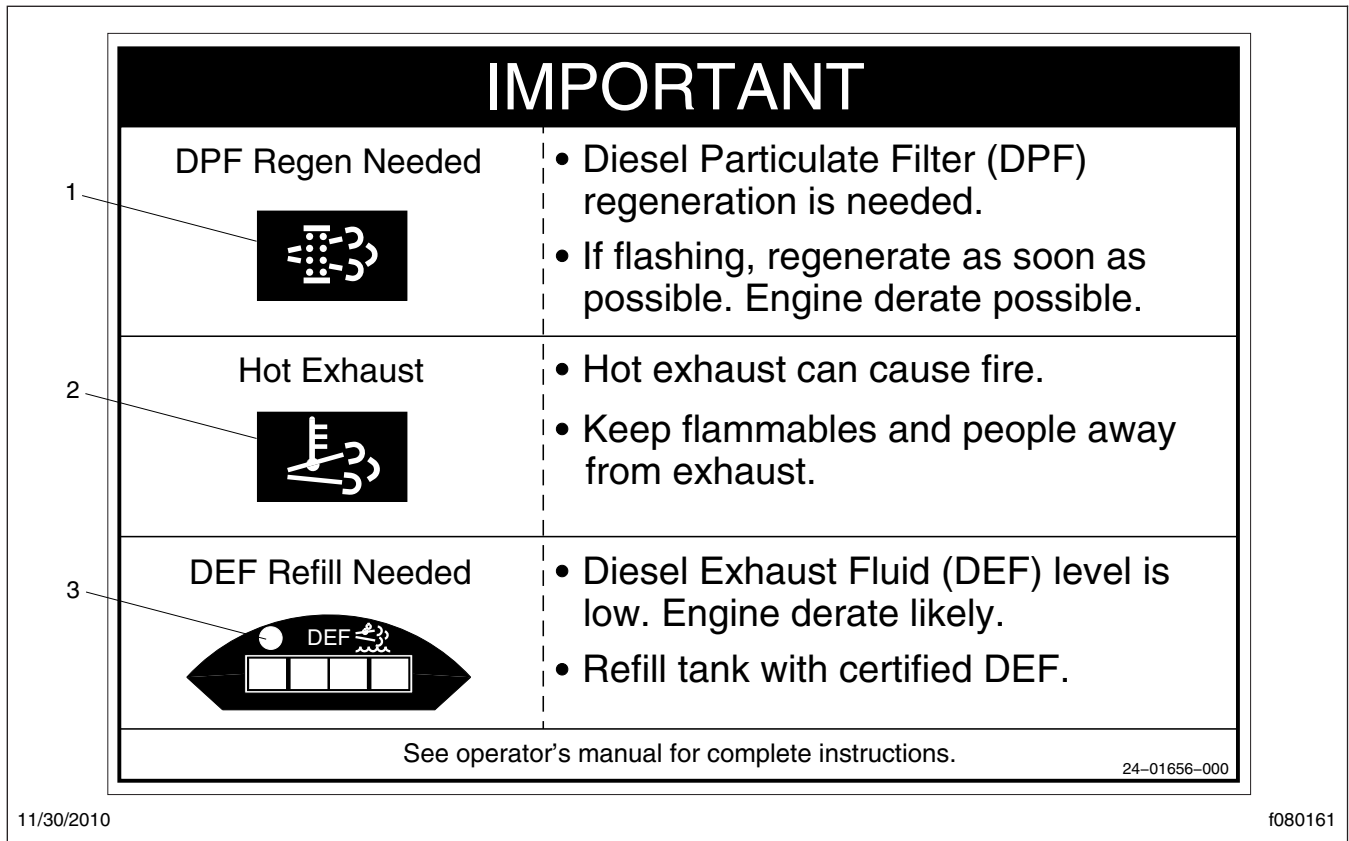 IMPORTANT
DPF Regen Needed
1
• Diesel Particulate Filter (DPF)
regeneration is needed.
• If flashing, regenerate as soon as
possible. Engine derate possible.
Hot Exhaust
2
• Hot exhaust can cause fire.
• Keep flammables and people away
from exhaust.
DEF Refill Needed
3
DEF
• Diesel Exhaust Fluid (DEF) level is
low. Engine derate likely.
• Refill tank with certified DEF.
See operator’s manual for complete instructions.
24–01656–000
11/30/2010
f080161